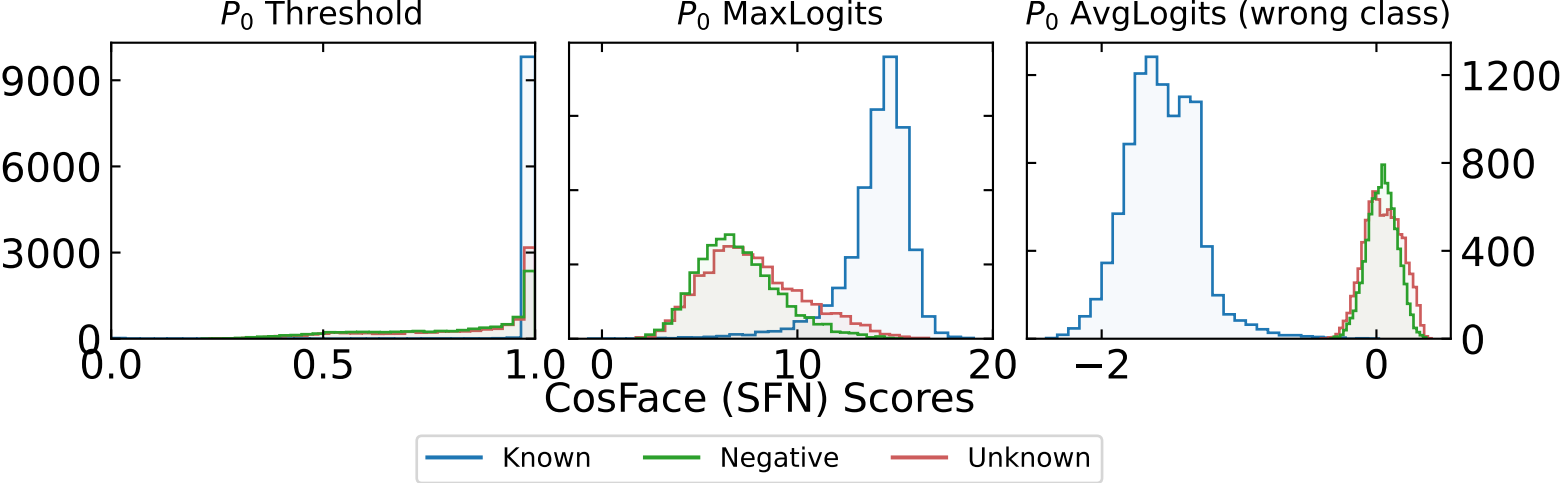 P₀ Threshold P₀ MaxLogits P₀ AvgLogits (wrong class)
9000 1200
6000 800
3000 400
0 0
0.0 0.5 1.0 0 10 20 −2 0
CosFace (SFN) Scores
Known Negative Unknown